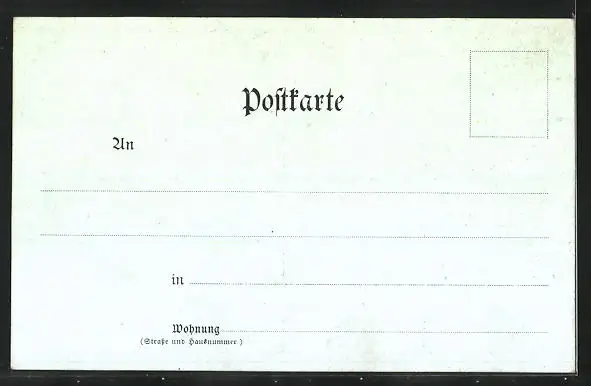 Postkarte
An
in
Wohnung
(Straße und Hausnummer)